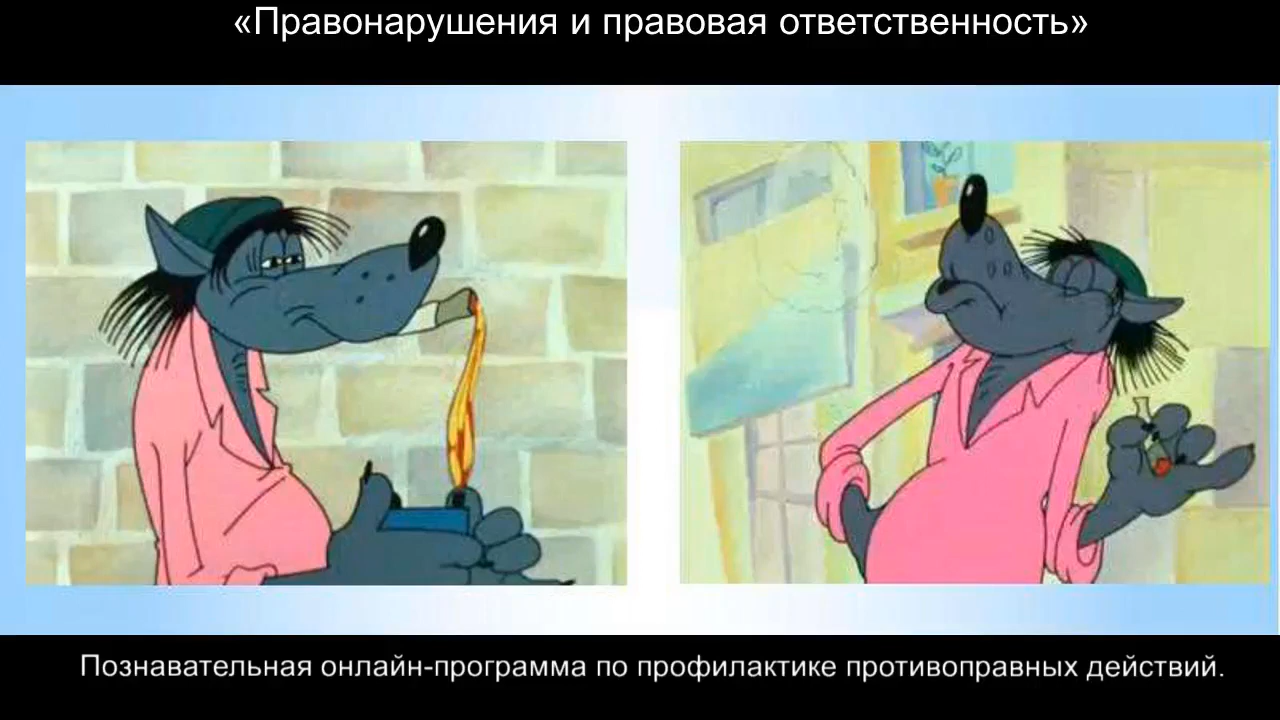 «Правонарушения и правовая ответственность»
Познавательная онлайн-программа по профилактике противоправных действий.